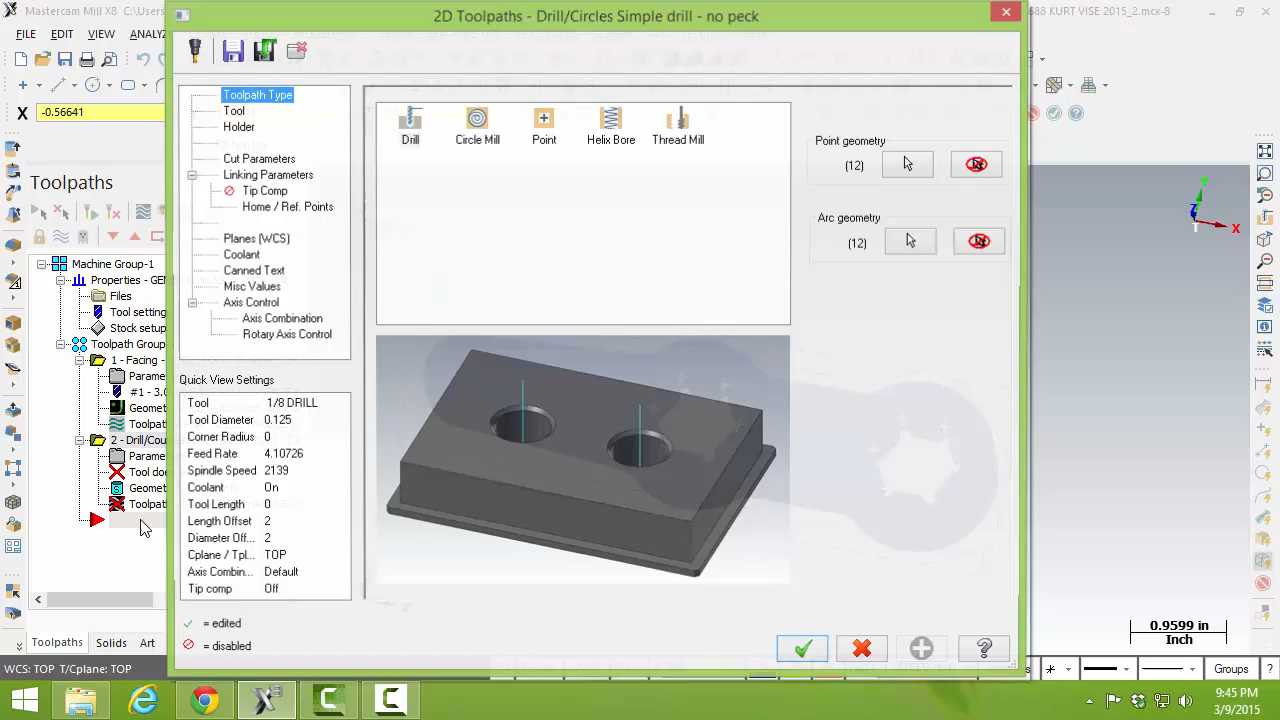 Mastercam Mill X8
2D Toolpaths - Drill/Circles Simple drill - no peck
688 KURT VISE 2015_2.mcx-8
FILE
EDIT
VIEW
ANALY
X
-0.56641
Toolpaths
Machine Group-1
Properties - GEN
Files
Tool setting
Stock setup
Toolpath Group
1 - Facing -
Parame
#1 - 3.0
Geomet
Toolpath
2 - Drill/Cou
Parame
Tool do
Geomet
Toolpath
Toolpaths
Solids
Art
WCS: TOP T/Cplane: TOP
Toolpath Type
Tool
Holder
Cut Parameters
Linking Parameters
Tip Comp
Home / Ref. Points
Planes (WCS)
Coolant
Canned Text
Misc Values
Axis Control
Axis Combination
Rotary Axis Control
Quick View Settings
Tool 1/8 DRILL
Tool Diameter 0.125
Corner Radius 0
Feed Rate 4.10726
Spindle Speed 2139
Coolant On
Tool Length 0
Length Offset 2
Diameter Off... 2
Cplane / Tpl... TOP
Axis Combin... Default
Tip comp Off
= edited
= disabled
Drill
Circle Mill
Point
Helix Bore
Thread Mill
Point geometry
(12)
Arc geometry
(12)
Y
Z
X
0.9599 in
Inch
Groups
?
9:45 PM
3/9/2015